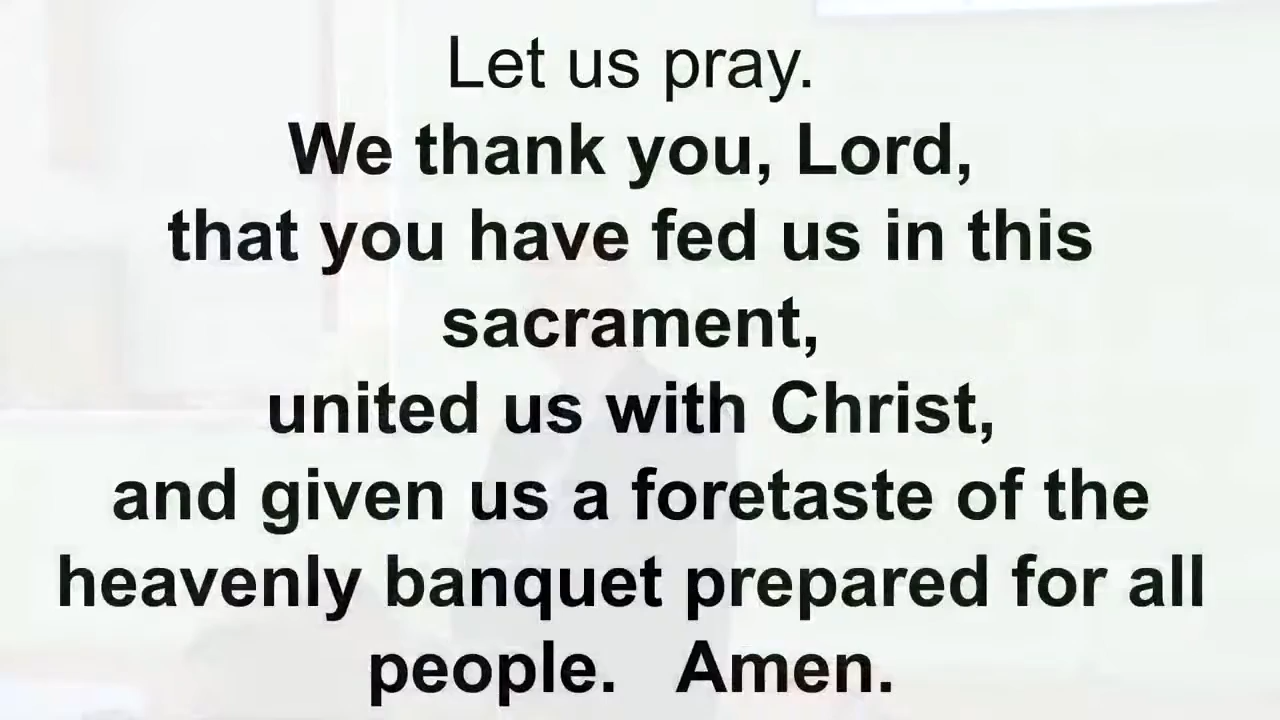 Let us pray.
We thank you, Lord,
that you have fed us in this
sacrament,
united us with Christ,
and given us a foretaste of the
heavenly banquet prepared for all
people. Amen.